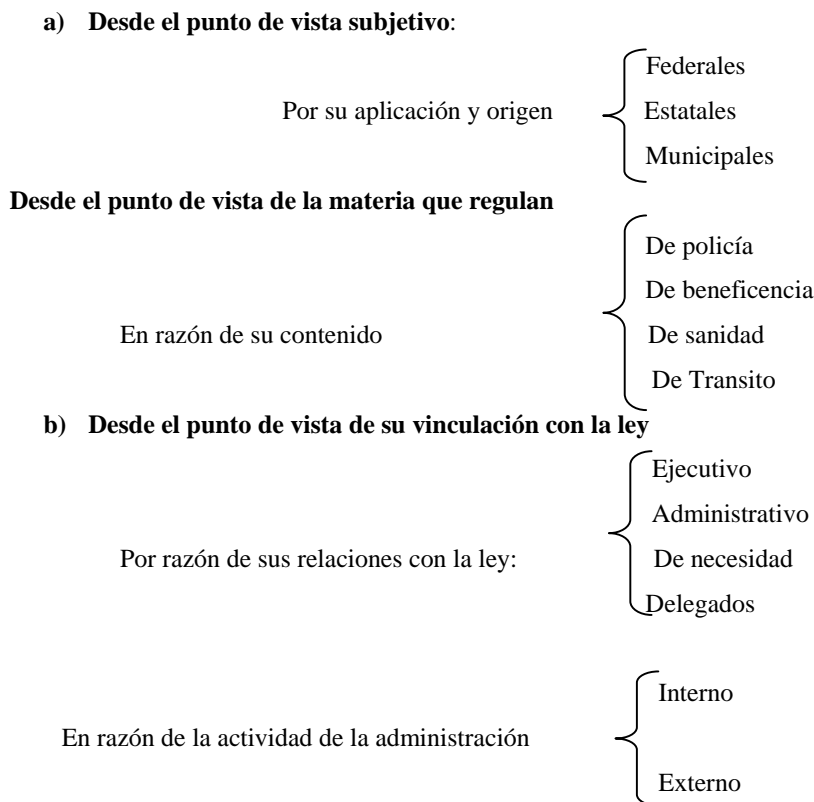 a) Desde el punto de vista subjetivo:
Federales
Por su aplicación y origen Estatales
Municipales
Desde el punto de vista de la materia que regulan
De policía
De beneficencia
En razón de su contenido De sanidad
De Transito
b) Desde el punto de vista de su vinculación con la ley
Ejecutivo
Administrativo
Por razón de sus relaciones con la ley: De necesidad
Delegados
Interno
En razón de la actividad de la administración
Externo